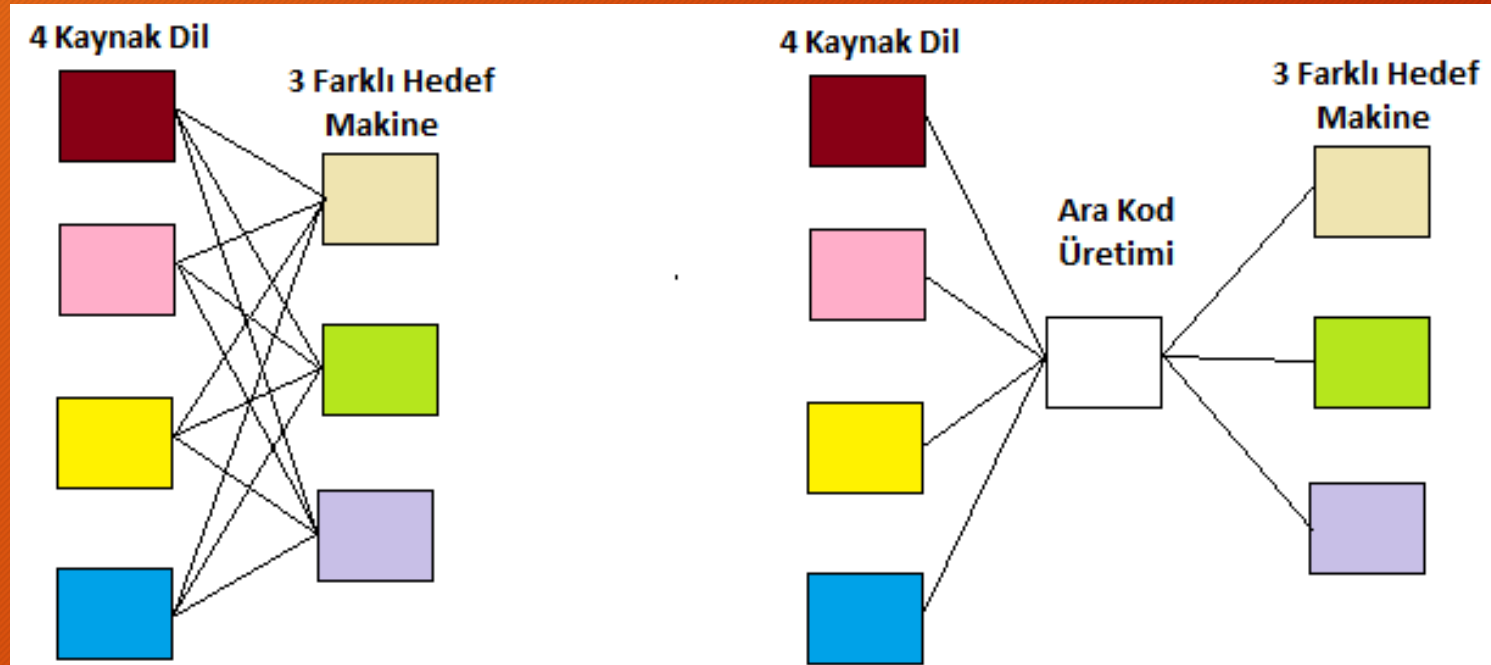 4 Kaynak Dil
3 Farklı Hedef
Makine
4 Kaynak Dil
Ara Kod
Üretimi
3 Farklı Hedef
Makine